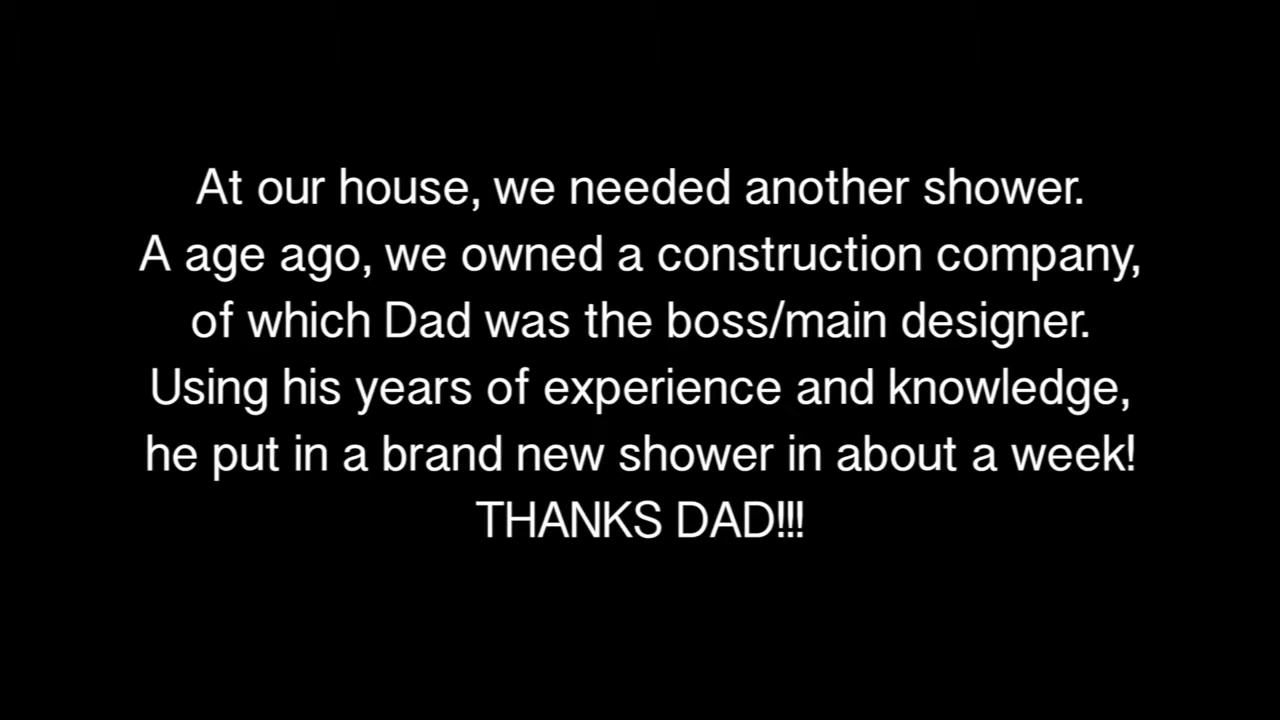 At our house, we needed another shower.
A age ago, we owned a construction company,
of which Dad was the boss/main designer.
Using his years of experience and knowledge,
he put in a brand new shower in about a week!
THANKS DAD!!!